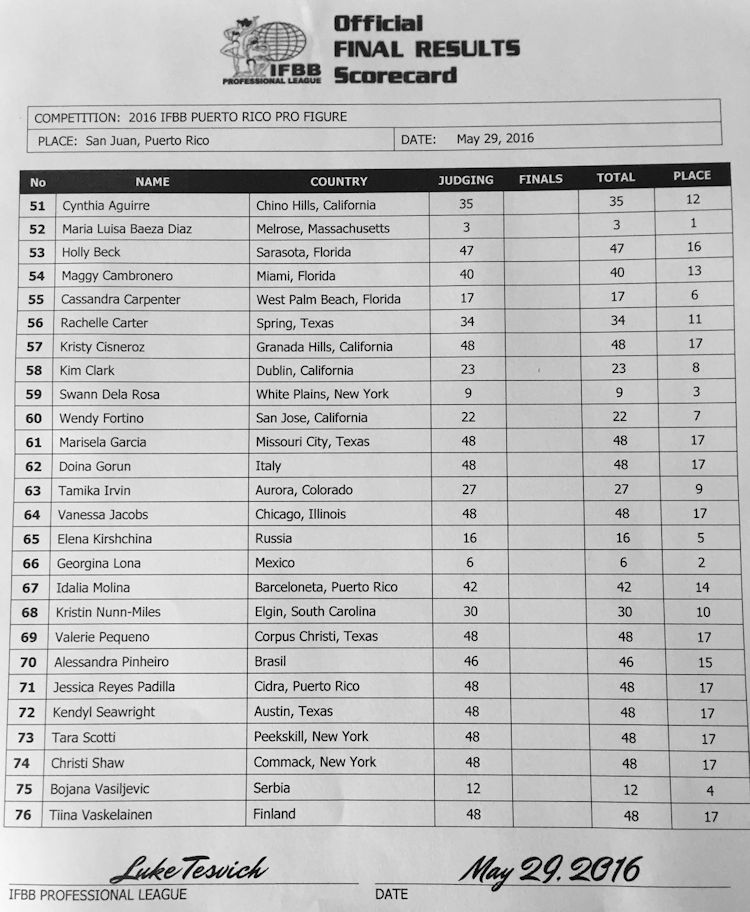 Official
FINAL RESULTS
Scorecard
IFBB
PROFESSIONAL LEAGUE
COMPETITION: 2016 IFBB PUERTO RICO PRO FIGURE
PLACE: San Juan, Puerto Rico DATE: May 29, 2016
No NAME COUNTRY JUDGING FINALS TOTAL PLACE
51 Cynthia Aguirre Chino Hills, California 35 35 12
52 Maria Luisa Baeza Diaz Melrose, Massachusetts 3 3 1
53 Holly Beck Sarasota, Florida 47 47 16
54 Maggy Cambronero Miami, Florida 40 40 13
55 Cassandra Carpenter West Palm Beach, Florida 17 17 6
56 Rachelle Carter Spring, Texas 34 34 11
57 Kristy Cisneroz Granada Hills, California 48 48 17
58 Kim Clark Dublin, California 23 23 8
59 Swann Dela Rosa White Plains, New York 9 9 3
60 Wendy Fortino San Jose, California 22 22 7
61 Marisela Garcia Missouri City, Texas 48 48 17
62 Doina Gorun Italy 48 48 17
63 Tamika Irvin Aurora, Colorado 27 27 9
64 Vanessa Jacobs Chicago, Illinois 48 48 17
65 Elena Kirshchina Russia 16 16 5
66 Georgina Lona Mexico 6 6 2
67 Idalia Molina Barceloneta, Puerto Rico 42 42 14
68 Kristin Nunn-Miles Elgin, South Carolina 30 30 10
69 Valerie Pequeno Corpus Christi, Texas 48 48 17
70 Alessandra Pinheiro Brasil 46 46 15
71 Jessica Reyes Padilla Cidra, Puerto Rico 48 48 17
72 Kendyl Seawright Austin, Texas 48 48 17
73 Tara Scotti Peekskill, New York 48 48 17
74 Christi Shaw Commack, New York 48 48 17
75 Bojana Vasiljevic Serbia 12 12 4
76 Tiina Vaskelainen Finland 48 48 17
Luke Tesvich May 29, 2016
IFBB PROFESSIONAL LEAGUE DATE